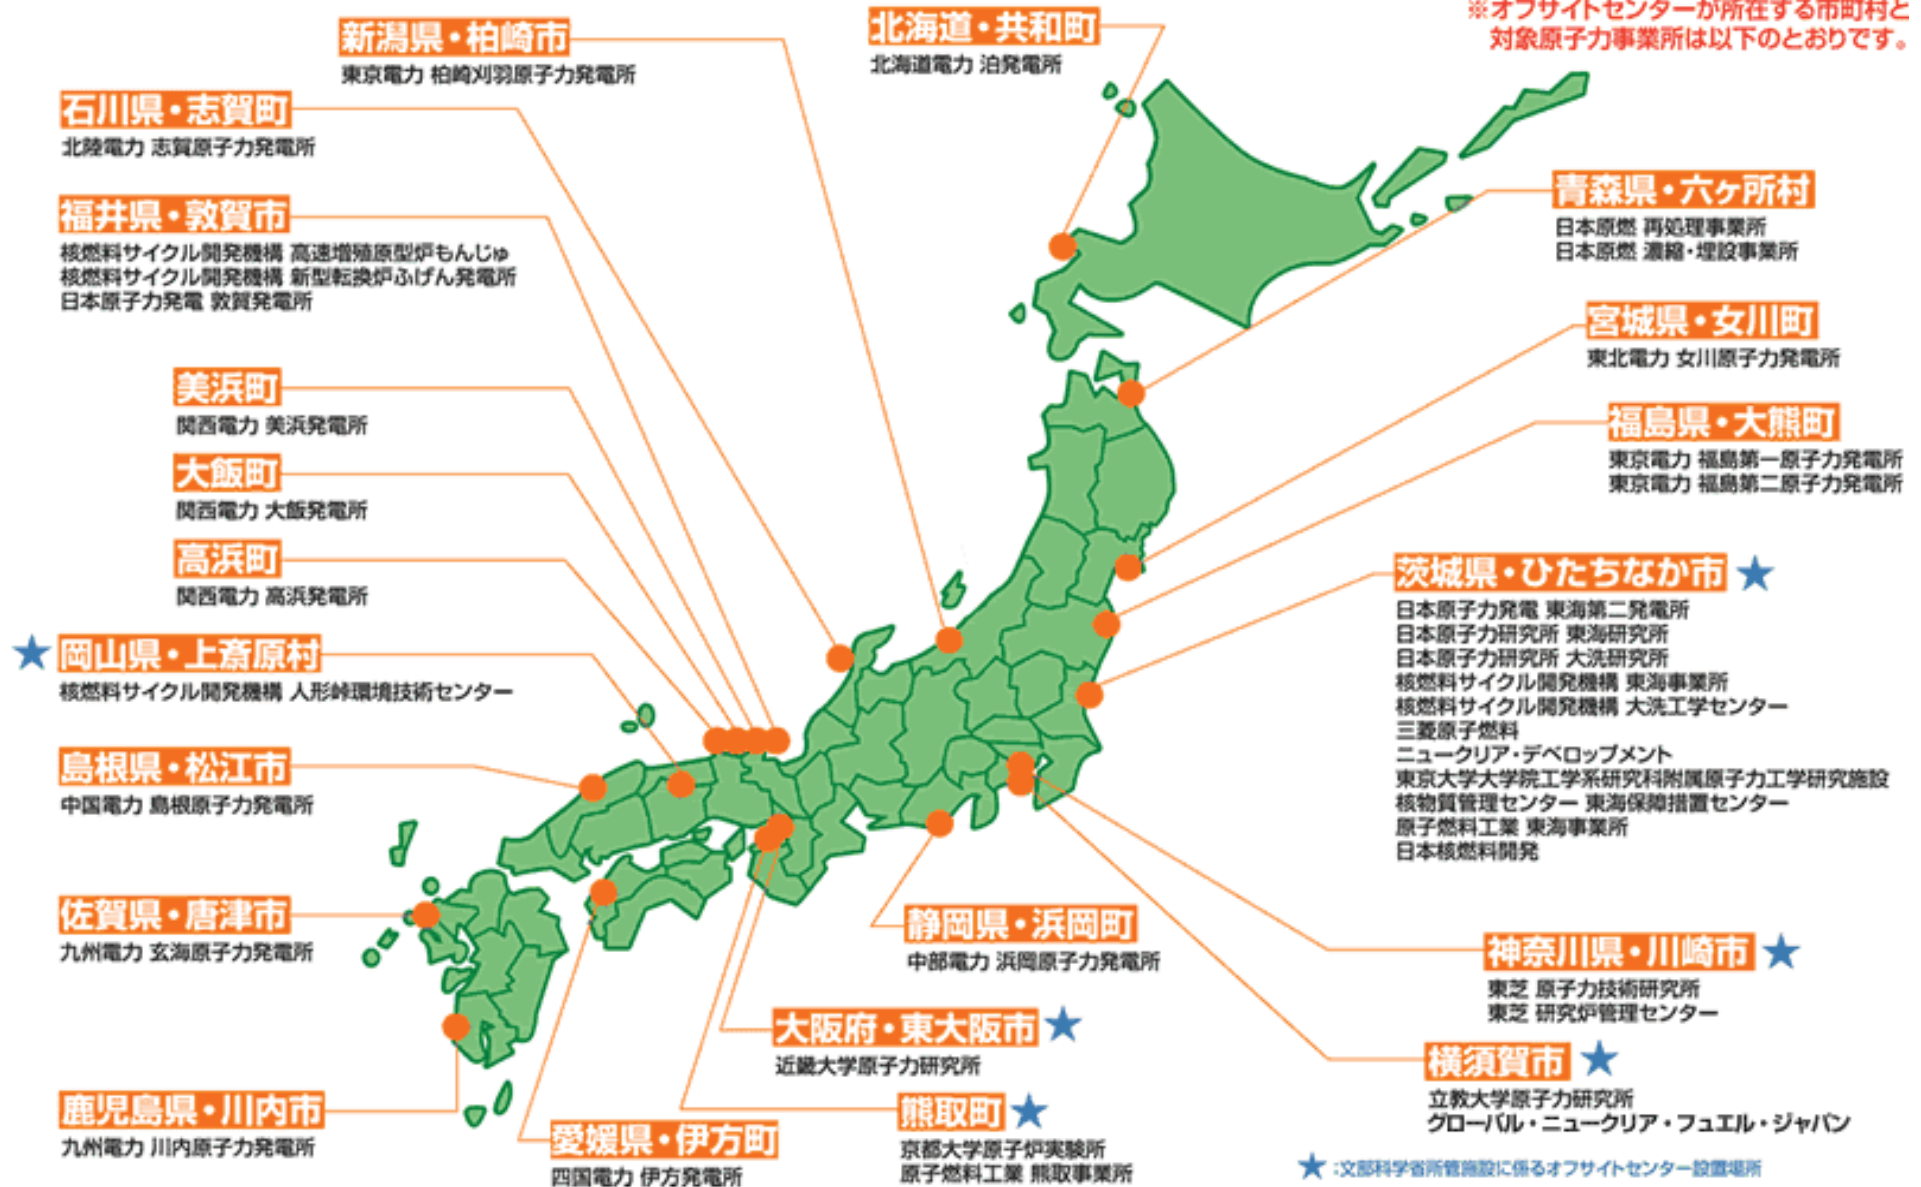 ※オフサイトセンターが所在する市町村と
対象原子力事業所は以下のとおりです。
北海道・共和町
北海道電力 泊発電所
新潟県・柏崎市
東京電力 柏崎刈羽原子力発電所
石川県・志賀町
北陸電力 志賀原子力発電所
福井県・敦賀市
核燃料サイクル開発機構 高速増殖原型炉もんじゅ
核燃料サイクル開発機構 新型転換炉ふげん発電所
日本原子力発電 敦賀発電所
美浜町
関西電力 美浜発電所
大飯町
関西電力 大飯発電所
高浜町
関西電力 高浜発電所
★岡山県・上斎原村
核燃料サイクル開発機構 人形峠環境技術センター
島根県・松江市
中国電力 島根原子力発電所
佐賀県・唐津市
九州電力 玄海原子力発電所
鹿児島県・川内市
九州電力 川内原子力発電所
青森県・六ヶ所村
日本原燃 再処理事業所
日本原燃 濃縮・埋設事業所
宮城県・女川町
東北電力 女川原子力発電所
福島県・大熊町
東京電力 福島第一原子力発電所
東京電力 福島第二原子力発電所
茨城県・ひたちなか市★
日本原子力発電 東海第二発電所
日本原子力研究所 東海研究所
日本原子力研究所 大洗研究所
核燃料サイクル開発機構 東海事業所
核燃料サイクル開発機構 大洗工学センター
三菱原子燃料
ニュークリア・デベロップメント
東京大学大学院工学系研究科附属原子力工学研究施設
核物質管理センター 東海保障措置センター
原子燃料工業 東海事業所
日本核燃料開発
静岡県・浜岡町
中部電力 浜岡原子力発電所
神奈川県・川崎市★
東芝 原子力技術研究所
東芝 研究炉管理センター
横須賀市★
立教大学原子力研究所
グローバル・ニュークリア・フュエル・ジャパン
大阪府・東大阪市★
近畿大学原子力研究所
熊取町★
京都大学原子炉実験所
原子燃料工業 熊取事業所
愛媛県・伊方町
四国電力 伊方発電所
★:文部科学省所管施設に係るオフサイトセンター設置場所